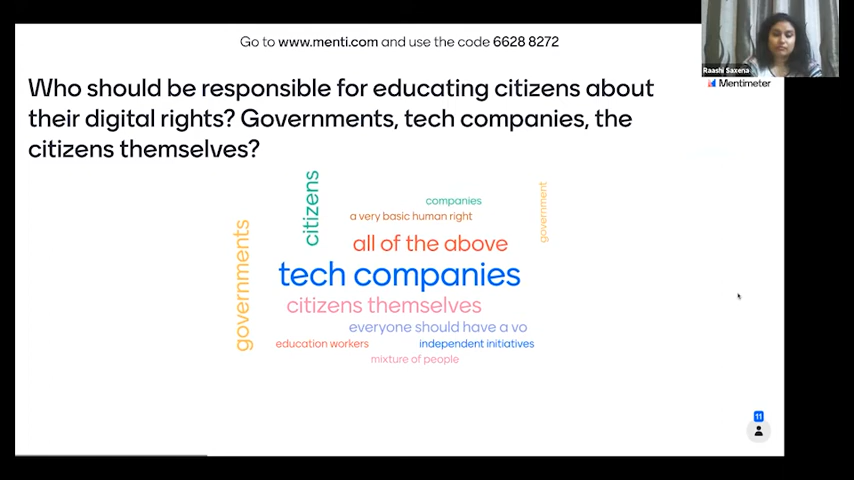 Go to www.menti.com and use the code 6628 8272
Raashi Saxena
Mentimeter
Who should be responsible for educating citizens about
their digital rights? Governments, tech companies, the
citizens themselves?
citizens
companies
government
a very basic human right
governments
all of the above
tech companies
citizens themselves
everyone should have a vo
education workers
independent initiatives
mixture of people
11